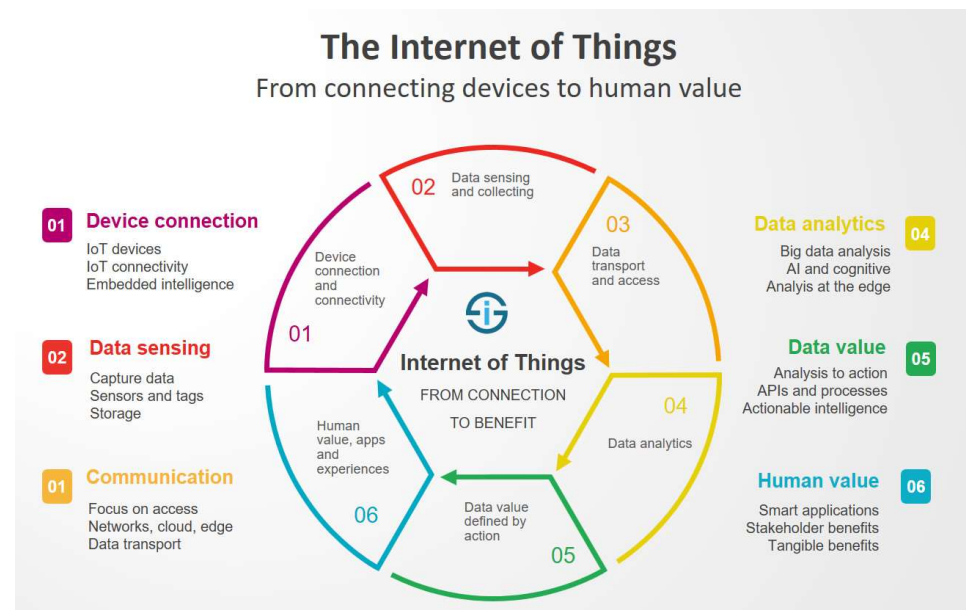 The Internet of Things
From connecting devices to human value
01
Device connection
IoT devices
IoT connectivity
Embedded intelligence
02
Data sensing
Capture data
Sensors and tags
Storage
01
Communication
Focus on access
Networks, cloud, edge
Data transport
Device
connection
and
connectivity
01
02
Data sensing
and collecting
03
Data
transport
and access
04
Data analytics
Data value
defined by
action
05
Human
value, apps
and
experiences
06
Internet of Things
FROM CONNECTION
TO BENEFIT
Data analytics
04
Big data analysis
AI and cognitive
Analyis at the edge
Data value
05
Analysis to action
APIs and processes
Actionable intelligence
Human value
06
Smart applications
Stakeholder benefits
Tangible benefits